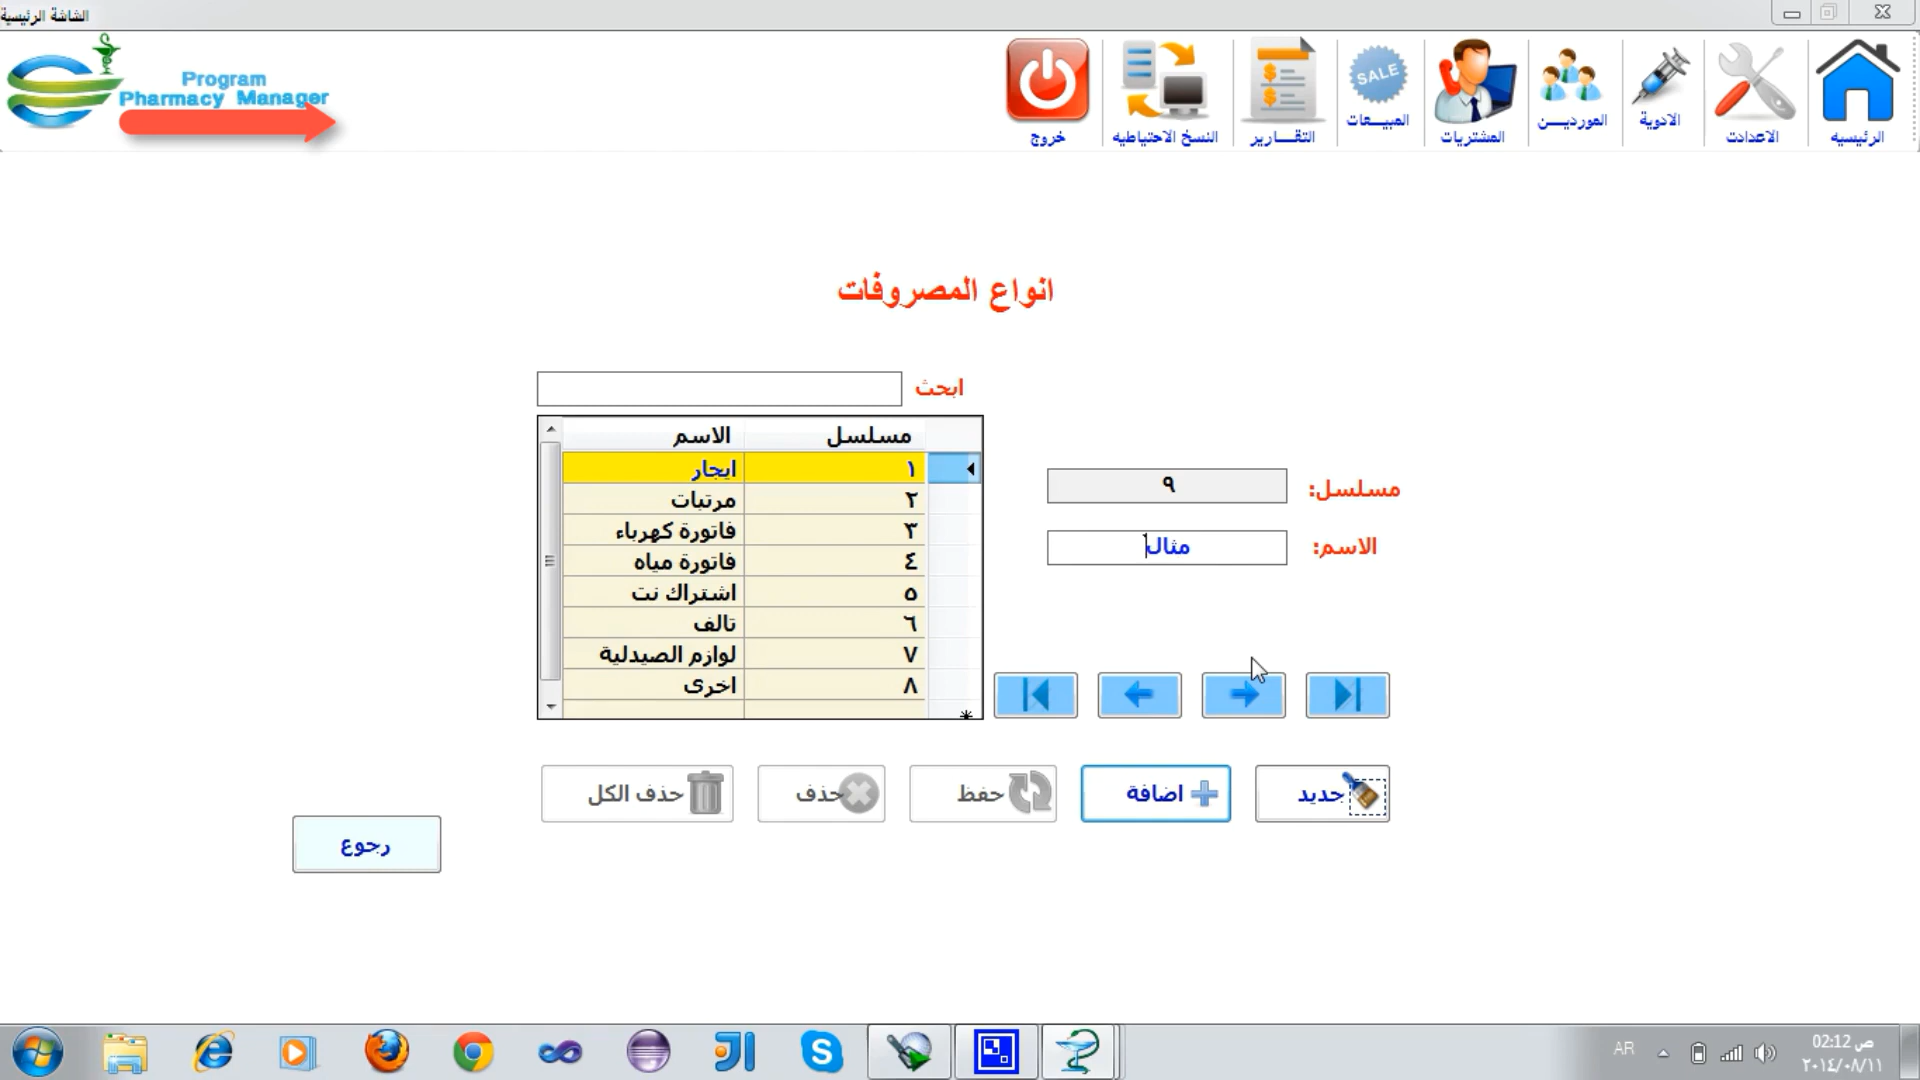 الشاشة الرئيسية
Program
Pharmacy Manager
الرئيسيه
الاعدادت
الادوية
المورديــن
المشتريات
SALE
المبيــعات
التقــارير
النسخ الاحتياطيه
خروج
انواع المصروفات
ابحث
مسلسل الاسم
١ ايجار
٢ مرتبات
٣ فاتورة كهرباء
٤ فاتورة مياه
٥ اشتراك نت
٦ تالف
٧ لوازم الصيدلية
٨ اخرى
مسلسل: ٩
الاسم: مثال
جديد
اضافة
حفظ
حذف
حذف الكل
رجوع
AR
02:12 ص
٢٠١٤/٠٨/١١